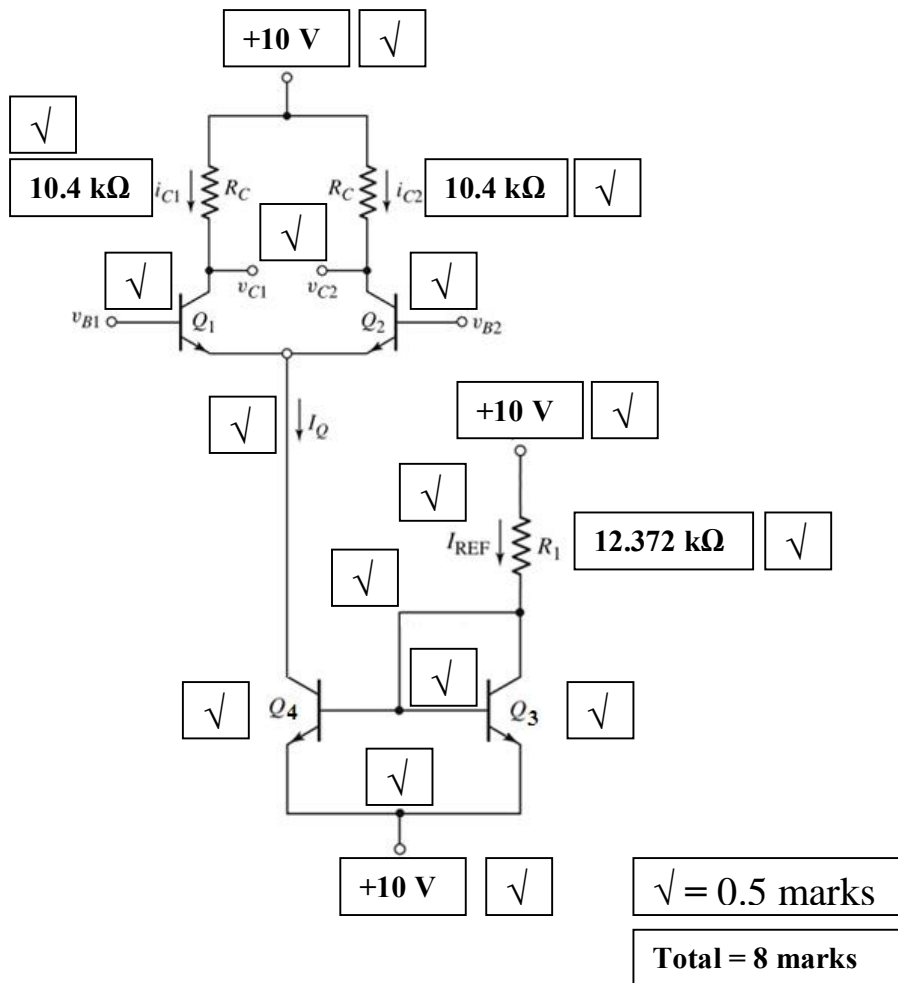 +10 V √
√
10.4 kΩ i_C1 R_C R_C i_C2 10.4 kΩ √
√ √ √
v_C1 v_C2
v_B1 Q_1 Q_2 v_B2
+10 V √
√ I_Q
√
I_REF R_1 12.372 kΩ √
√
√
√ Q_4 Q_3 √
√
+10 V √
√ = 0.5 marks
Total = 8 marks